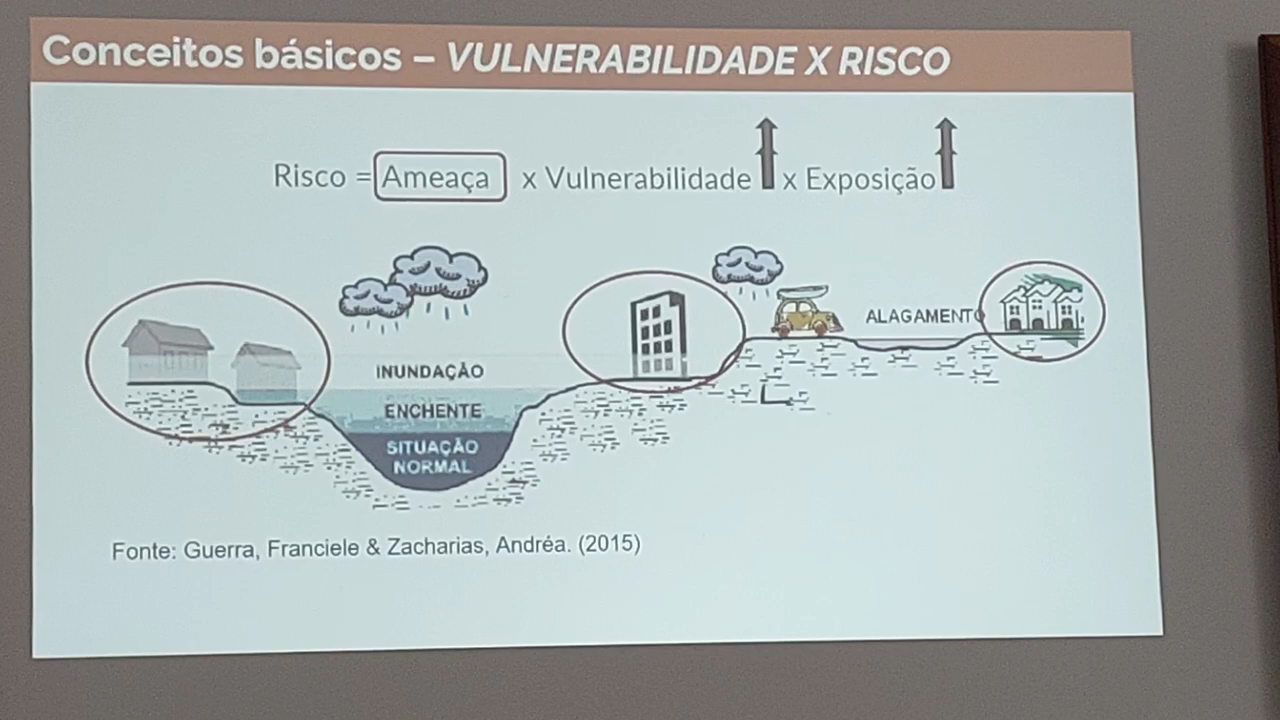 Conceitos básicos – VULNERABILIDADE X RISCO
Risco = Ameaça x Vulnerabilidade x Exposição
ALAGAMENTO
INUNDAÇÃO
ENCHENTE
SITUAÇÃO
NORMAL
Fonte: Guerra, Franciele & Zacharias, Andréa. (2015)